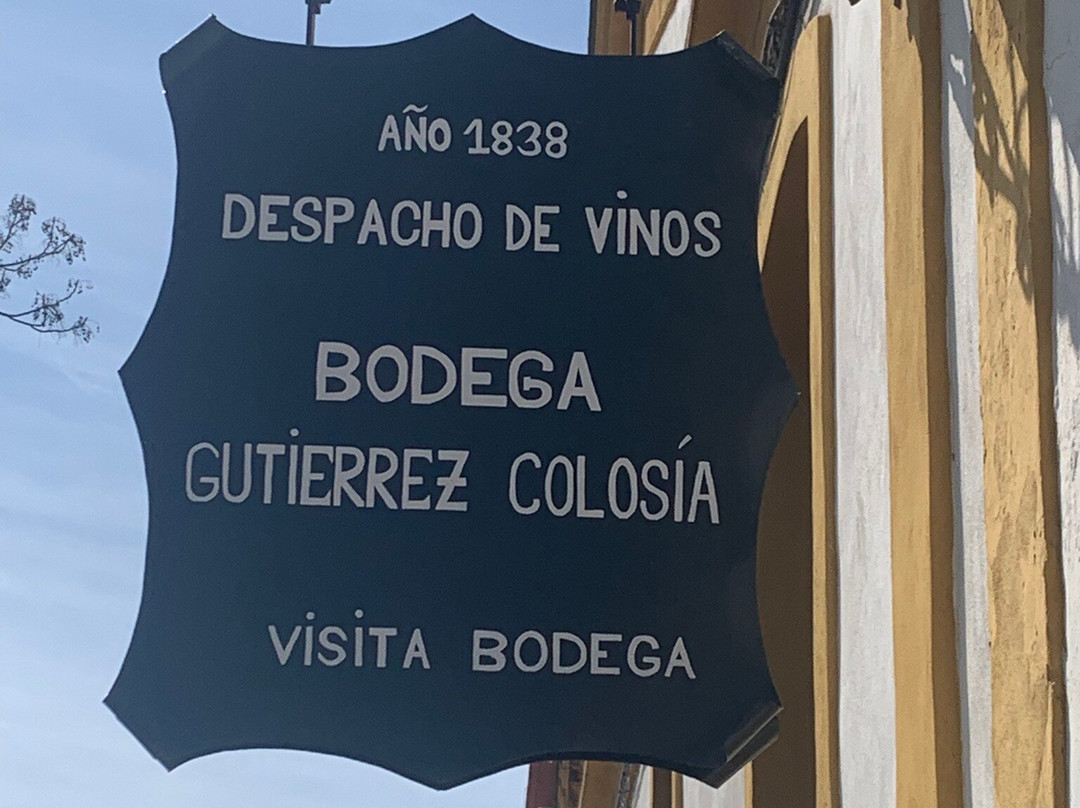 AÑO 1838
DESPACHO DE VINOS
BODEGA
GUTIERREZ COLOSÍA
VISITA BODEGA